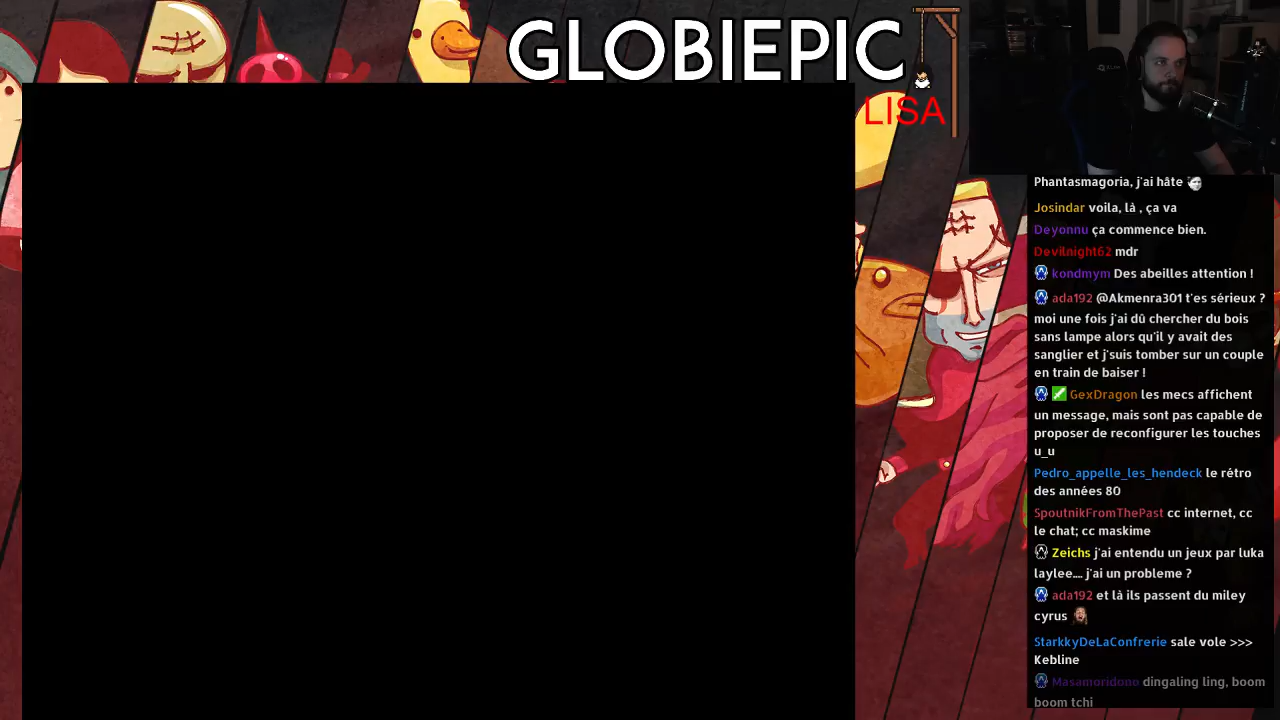 GLOBIEPIC
LISA
Phantasmagoria, j'ai hâte
Josindar voila, là , ça va
Deyonnu ça commence bien.
Devilnight62 mdr
kondmym Des abeilles attention !
ada192 @Akmenra301 t'es sérieux ?
moi une fois j'ai dû chercher du bois
sans lampe alors qu'il y avait des
sanglier et j'suis tomber sur un couple
en train de baiser !
GexDragon les mecs affichent
un message, mais sont pas capable de
proposer de reconfigurer les touches
u_u
Pedro_appelle_les_hendeck le rétro
des années 80
SpoutnikFromThePast cc internet, cc
le chat; cc maskime
Zeichs j'ai entendu un jeux par luka
laylee.... j'ai un probleme ?
ada192 et là ils passent du miley
cyrus
StarkkyDeLaConfrerie sale vole >>>
Kebline
Masamoridono dingaling ling, boom
boom tchi